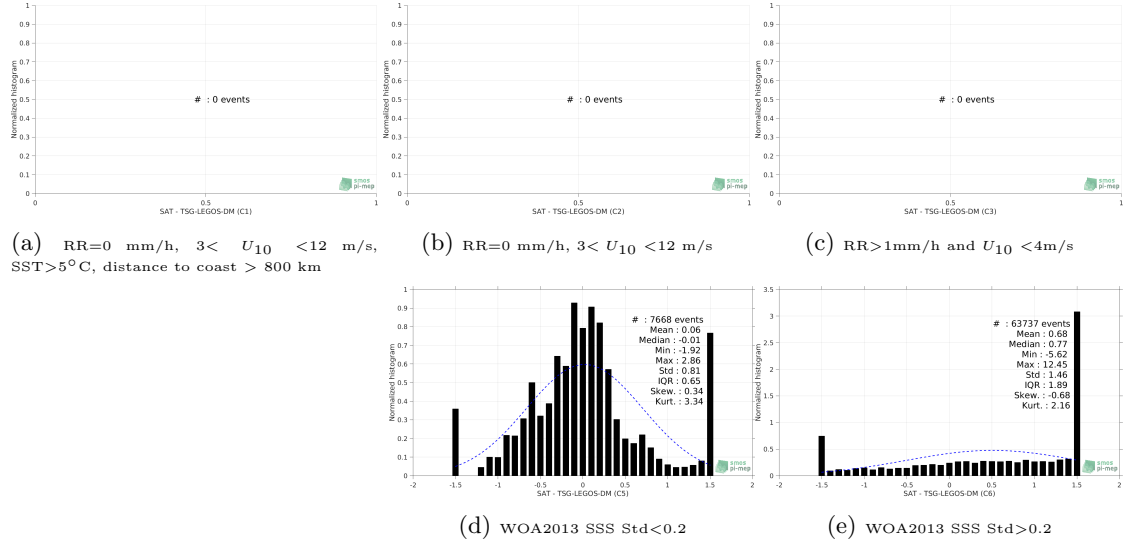 1
0.9
0.8
0.7
0.6
0.5
0.4
0.3
0.2
0.1
0
Normalized histogram
# : 0 events
smos
pi-mep
0 0.5 1
SAT - TSG-LEGOS-DM (C1)
(a) RR=0 mm/h, 3< U10 <12 m/s,
SST>5°C, distance to coast > 800 km
1
0.9
0.8
0.7
0.6
0.5
0.4
0.3
0.2
0.1
0
Normalized histogram
# : 0 events
smos
pi-mep
0 0.5 1
SAT - TSG-LEGOS-DM (C2)
(b) RR=0 mm/h, 3< U10 <12 m/s
1
0.9
0.8
0.7
0.6
0.5
0.4
0.3
0.2
0.1
0
Normalized histogram
# : 0 events
smos
pi-mep
0 0.5 1
SAT - TSG-LEGOS-DM (C3)
(c) RR>1mm/h and U10 <4m/s
1
0.9
0.8
0.7
0.6
0.5
0.4
0.3
0.2
0.1
0
Normalized histogram
# : 7668 events
Mean : 0.06
Median : -0.01
Min : -1.92
Max : 2.86
Std : 0.81
IQR : 0.65
Skew. : 0.34
Kurt. : 3.34
smos
pi-mep
-2 -1.5 -1 -0.5 0 0.5 1 1.5 2
SAT - TSG-LEGOS-DM (C5)
(d) WOA2013 SSS Std<0.2
3.5
3
2.5
2
1.5
1
0.5
0
Normalized histogram
# : 63737 events
Mean : 0.68
Median : 0.77
Min : -5.62
Max : 12.45
Std : 1.46
IQR : 1.89
Skew. : -0.68
Kurt. : 2.16
smos
pi-mep
-2 -1.5 -1 -0.5 0 0.5 1 1.5 2
SAT - TSG-LEGOS-DM (C6)
(e) WOA2013 SSS Std>0.2